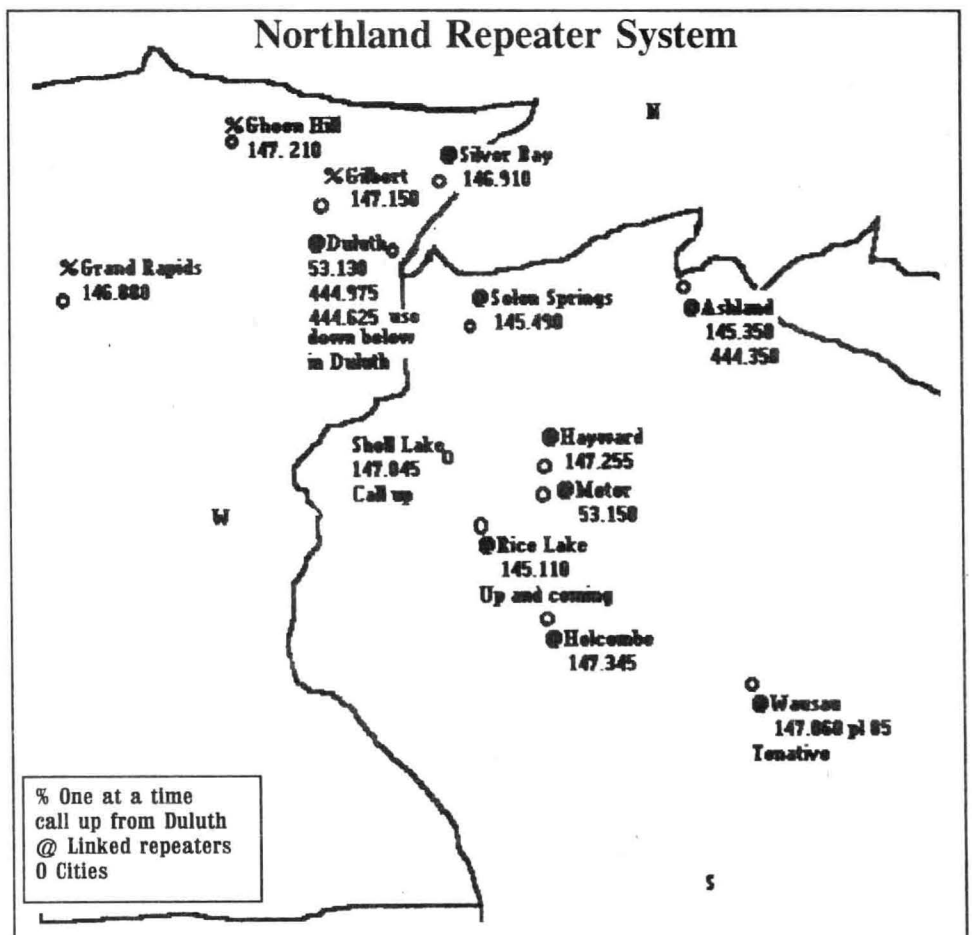 Northland Repeater System
N
%Gheen Hill
147. 210
@Silver Bay
146.910
%Gilbert
147.150
@Duluth
53.130
444.975
444.625 use
down below
in Duluth
%Grand Rapids
146.880
@Solon Springs
145.490
@Ashland
145.350
444.350
Shell Lake
147.045
Call up
@Hayward
147.255
@Meteor
53.150
W
@Rice Lake
145.110
Up and coming
@Holcombe
147.345
@Wausau
147.060 pl 85
Tenative
% One at a time
call up from Duluth
@ Linked repeaters
0 Cities
S